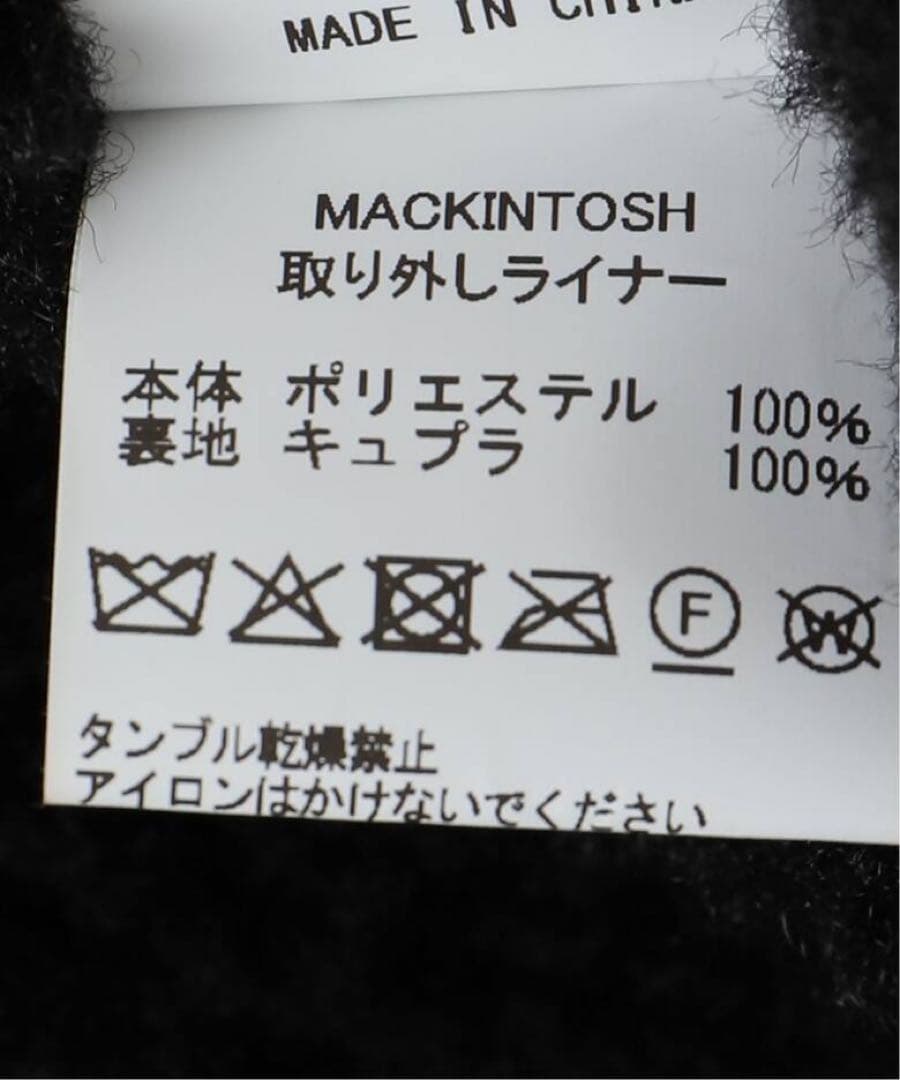 MADE IN CHINA
MACKINTOSH
取り外しライナー
本体 ポリエステル 100%
裏地 キュプラ 100%
F W
タンブル乾燥禁止
アイロンはかけないでください